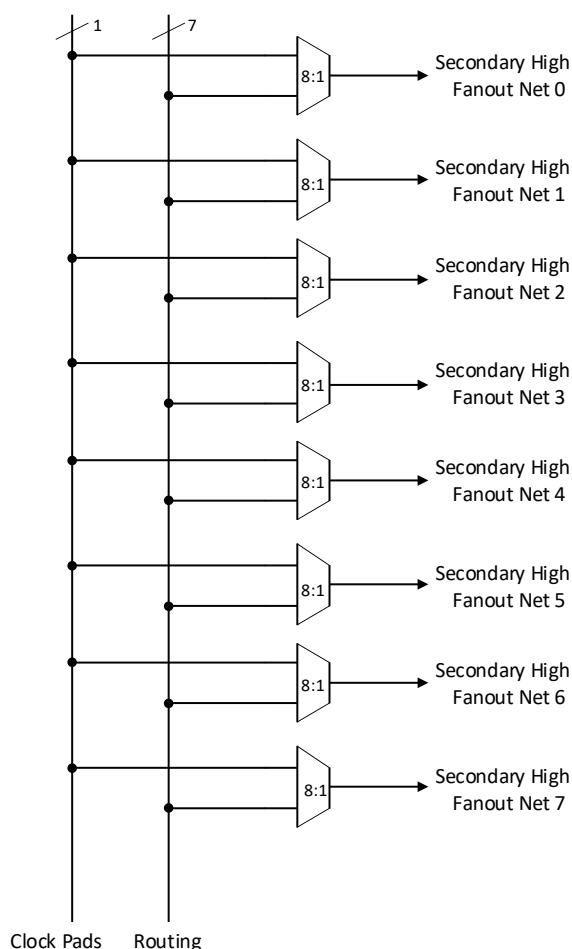 1
7
8:1
Secondary High
Fanout Net 0
8:1
Secondary High
Fanout Net 1
8:1
Secondary High
Fanout Net 2
8:1
Secondary High
Fanout Net 3
8:1
Secondary High
Fanout Net 4
8:1
Secondary High
Fanout Net 5
8:1
Secondary High
Fanout Net 6
8:1
Secondary High
Fanout Net 7
Clock Pads
Routing